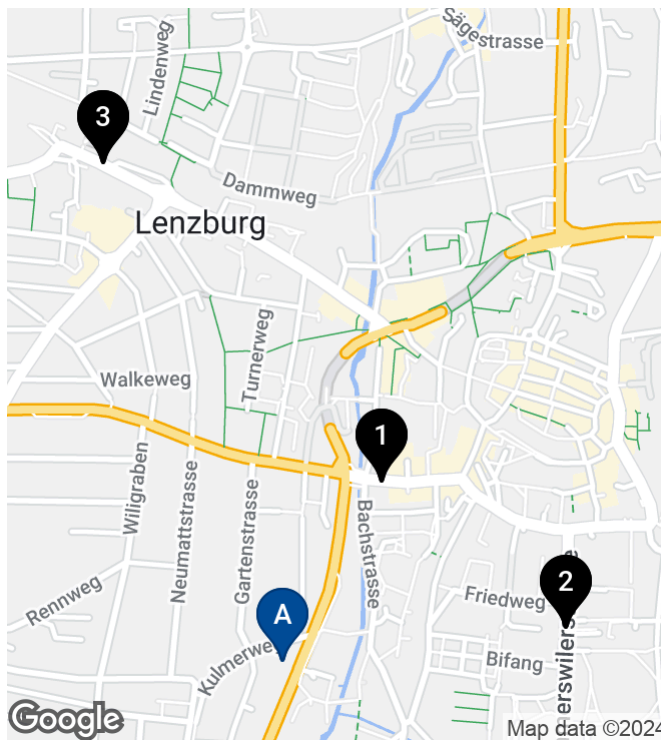 Sägestrasse
Lindenweg
3
Dammweg
Lenzburg
Turnerweg
Walkeweg
1
Wiligraben
Neumattstrasse
Gartenstrasse
Bachstrasse
2
Friedweg
Rennweg
A
Kulmerweg
Bifang
Google
Map data ©2024